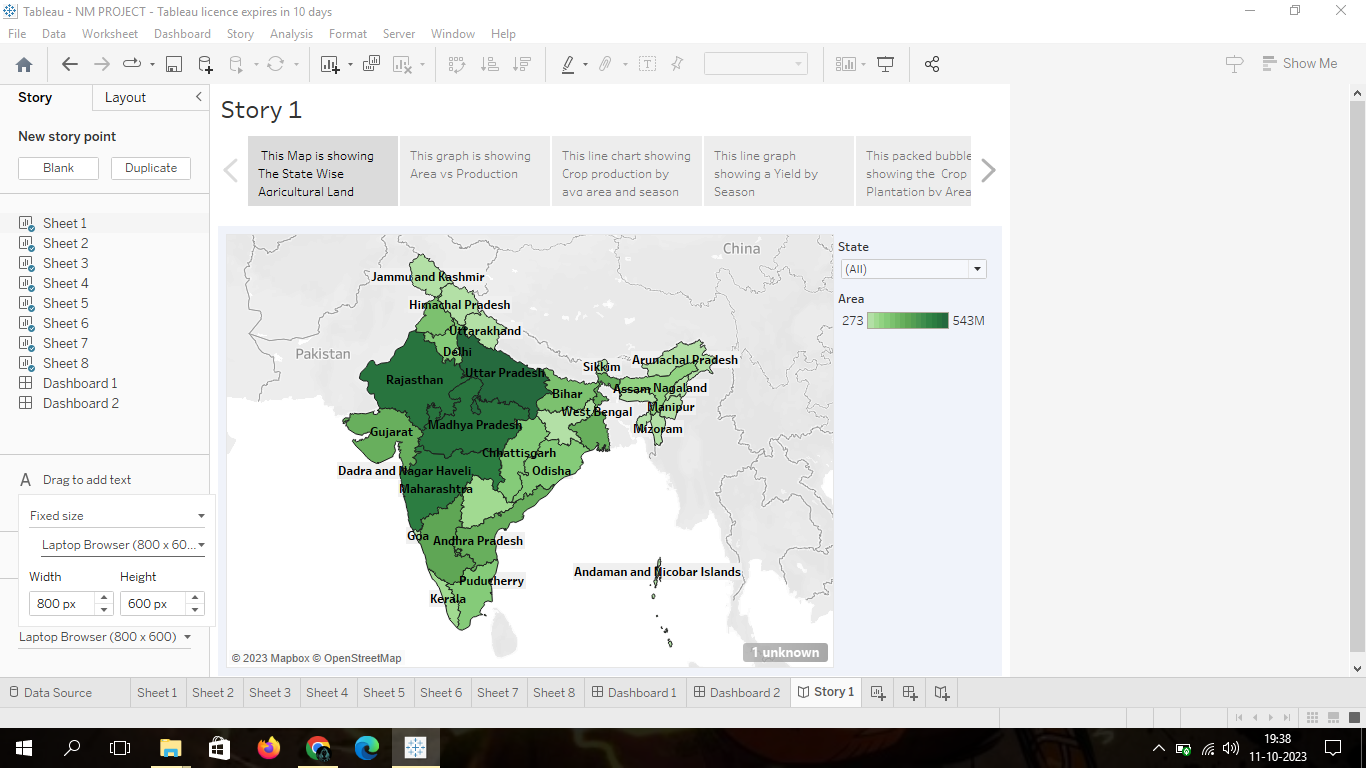 Tableau - NM PROJECT - Tableau licence expires in 10 days
File Data Worksheet Dashboard Story Analysis Format Server Window Help
Show Me
Story Layout
New story point
Blank Duplicate
Sheet 1
Sheet 2
Sheet 3
Sheet 4
Sheet 5
Sheet 6
Sheet 7
Sheet 8
Dashboard 1
Dashboard 2
A Drag to add text
Fixed size
Laptop Browser (800 x 60...
Width Height
800 px 600 px
Laptop Browser (800 x 600)
Story 1
This Map is showing
The State Wise
Agricultural Land
This graph is showing
Area vs Production
This line chart showing
Crop production by
avg area and season
This line graph
showing a Yield by
Season
This packed bubble
showing the Crop
Plantation by Area
China
Pakistan
Jammu and Kashmir
Himachal Pradesh
Uttarakhand
Delhi
Rajasthan
Uttar Pradesh
Sikkim
Arunachal Pradesh
Bihar
Assam
Nagaland
West Bengal
Manipur
Mizoram
Gujarat
Madhya Pradesh
Chhattisgarh
Dadra and Nagar Haveli
Odisha
Maharashtra
Goa
Andhra Pradesh
Puducherry
Kerala
Andaman and Nicobar Islands
© 2023 Mapbox © OpenStreetMap
1 unknown
State
(All)
Area
273 543M
Data Source Sheet 1 Sheet 2 Sheet 3 Sheet 4 Sheet 5 Sheet 6 Sheet 7 Sheet 8 Dashboard 1 Dashboard 2 Story 1
19:38
11-10-2023